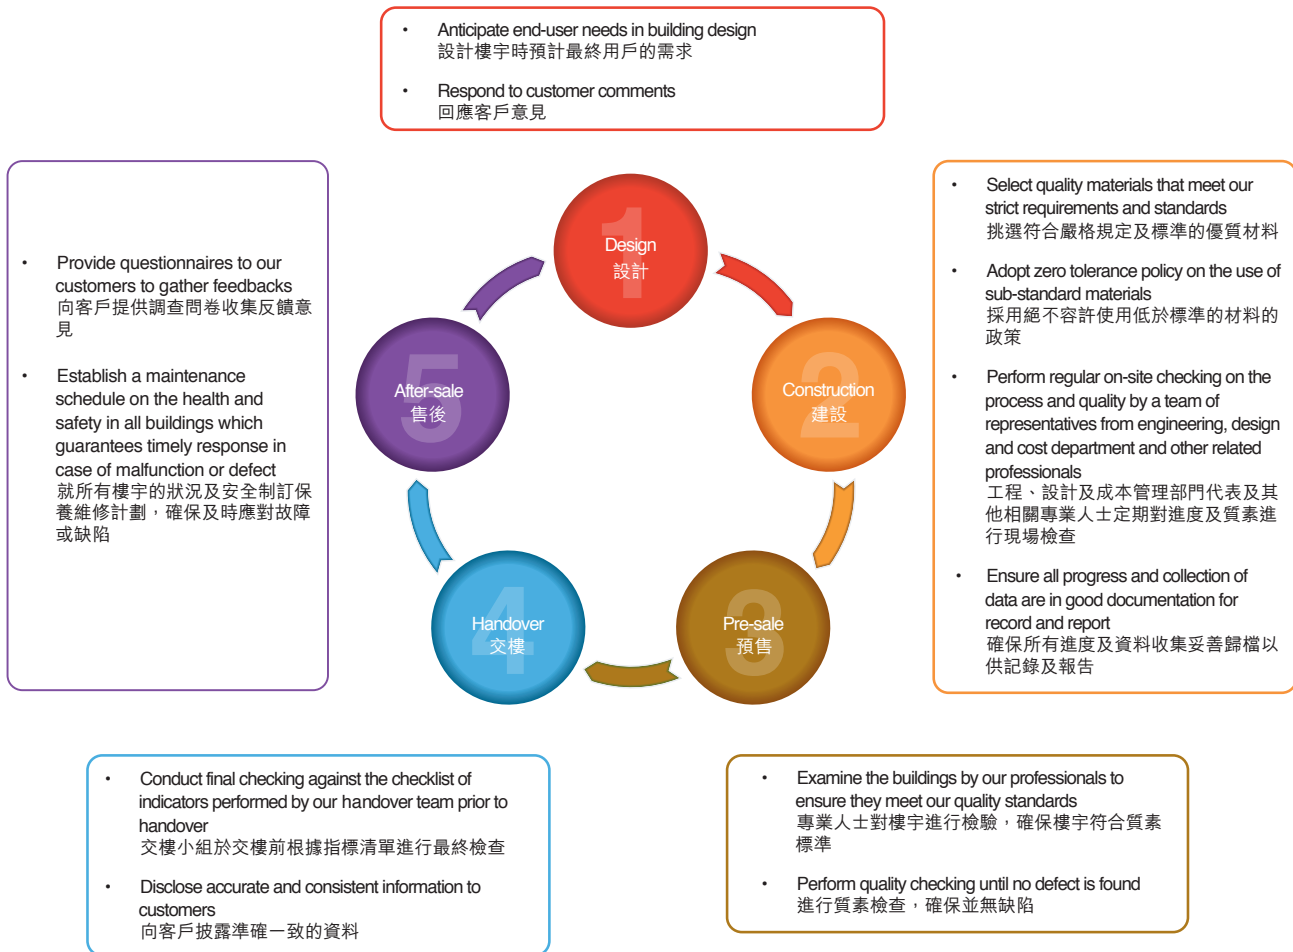 • Anticipate end-user needs in building design
設計樓宇時預計最終用戶的需求
• Respond to customer comments
回應客戶意見
1
Design
設計
• Select quality materials that meet our
strict requirements and standards
挑選符合嚴格規定及標準的優質材料
• Adopt zero tolerance policy on the use of
sub-standard materials
採用絕不容許使用低於標準的材料的
政策
• Perform regular on-site checking on the
process and quality by a team of
representatives from engineering, design
and cost department and other related
professionals
工程、設計及成本管理部門代表及其
他相關專業人士定期對進度及質素進
行現場檢查
• Ensure all progress and collection of
data are in good documentation for
record and report
確保所有進度及資料收集妥善歸檔以
供記錄及報告
2
Construction
建設
3
Pre-sale
預售
• Examine the buildings by our professionals to
ensure they meet our quality standards
專業人士對樓宇進行檢驗，確保樓宇符合質素
標準
• Perform quality checking until no defect is found
進行質素檢查，確保並無缺陷
4
Handover
交樓
• Conduct final checking against the checklist of
indicators performed by our handover team prior to
handover
交樓小組於交樓前根據指標清單進行最終檢查
• Disclose accurate and consistent information to
customers
向客戶披露準確一致的資料
5
After-sale
售後
• Provide questionnaires to our
customers to gather feedbacks
向客戶提供調查問卷收集反饋意
見
• Establish a maintenance
schedule on the health and
safety in all buildings which
guarantees timely response in
case of malfunction or defect
就所有樓宇的狀況及安全制訂保
養維修計劃，確保及時應對故障
或缺陷